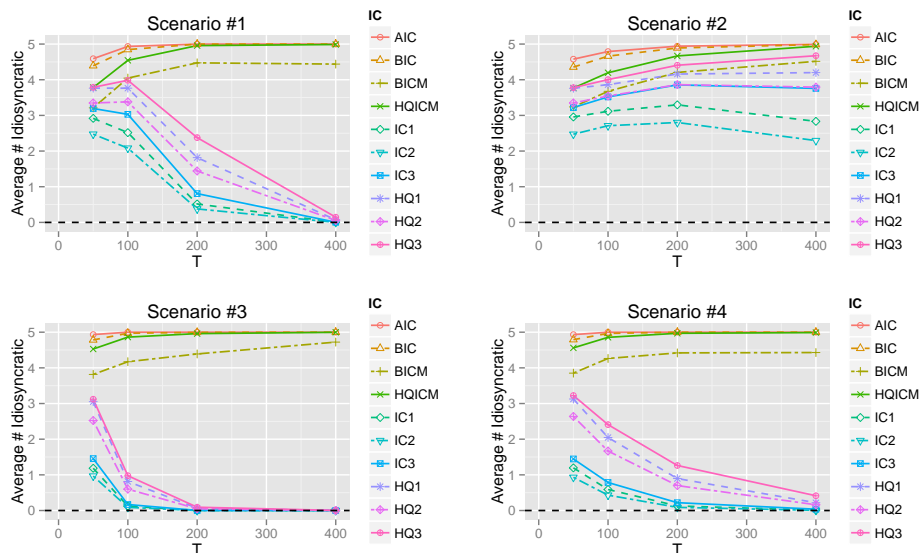 Scenario #1
Average # Idiosyncratic
5
4
3
2
1
0
0
100
200
300
400
T
IC
AIC
BIC
BICM
HQICM
IC1
IC2
IC3
HQ1
HQ2
HQ3
Scenario #2
Average # Idiosyncratic
5
4
3
2
1
0
0
100
200
300
400
T
IC
AIC
BIC
BICM
HQICM
IC1
IC2
IC3
HQ1
HQ2
HQ3
Scenario #3
Average # Idiosyncratic
5
4
3
2
1
0
0
100
200
300
400
T
IC
AIC
BIC
BICM
HQICM
IC1
IC2
IC3
HQ1
HQ2
HQ3
Scenario #4
Average # Idiosyncratic
5
4
3
2
1
0
0
100
200
300
400
T
IC
AIC
BIC
BICM
HQICM
IC1
IC2
IC3
HQ1
HQ2
HQ3